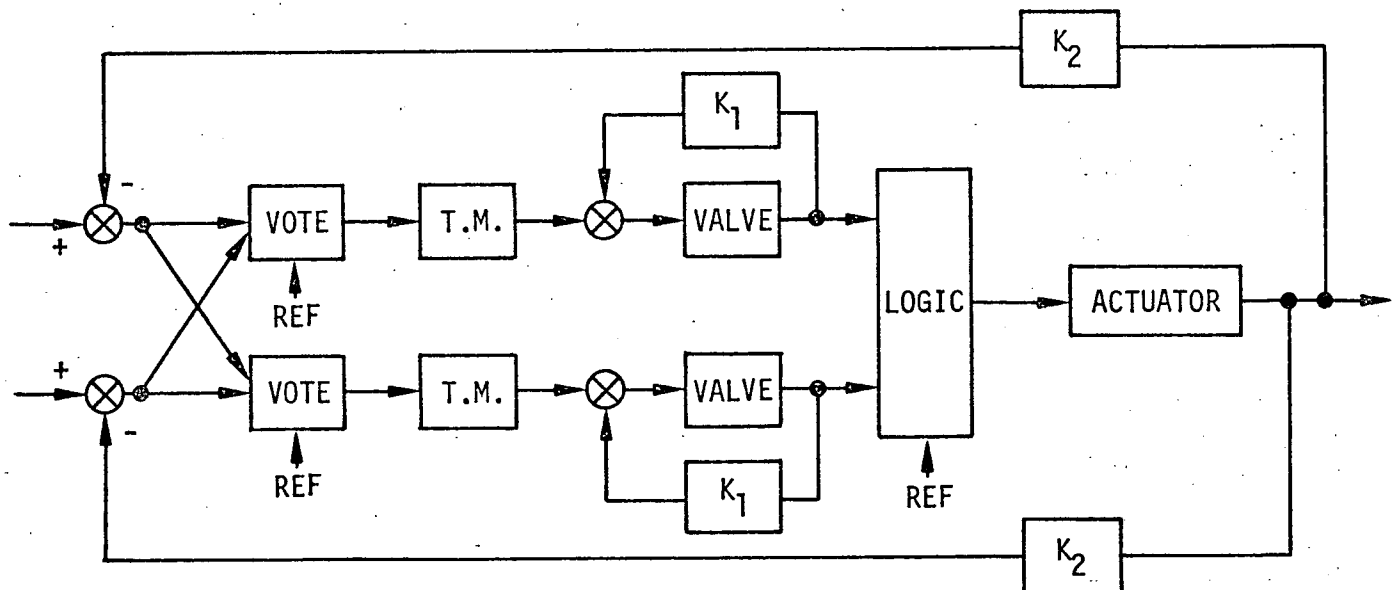 K2
K1
-
+
VOTE
T.M.
VALVE
REF
LOGIC
ACTUATOR
+
-
VOTE
T.M.
VALVE
REF
K1
REF
K2